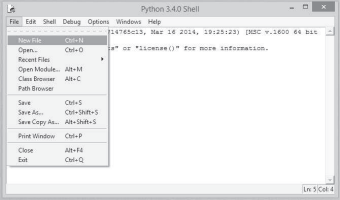 Python 3.4.0 Shell
File Edit Shell Debug Options Windows Help
New File Ctrl+N
14765c13, Mar 16 2014, 19:25:23) [MSC v.1600 64 bit
Open... Ctrl+O
s" or "license()" for more information.
Recent Files
Open Module... Alt+M
Class Browser Alt+C
Path Browser
Save Ctrl+S
Save As... Ctrl+Shift+S
Save Copy As... Alt+Shift+S
Print Window Ctrl+P
Close Alt+F4
Exit Ctrl+Q
Ln: 5 Col: 4